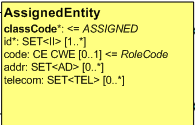 AssignedEntity
classCode*: <= ASSIGNED
id*: SET<II> [1..*]
code: CE CWE [0..1] <= RoleCode
addr: SET<AD> [0..*]
telecom: SET<TEL> [0..*]